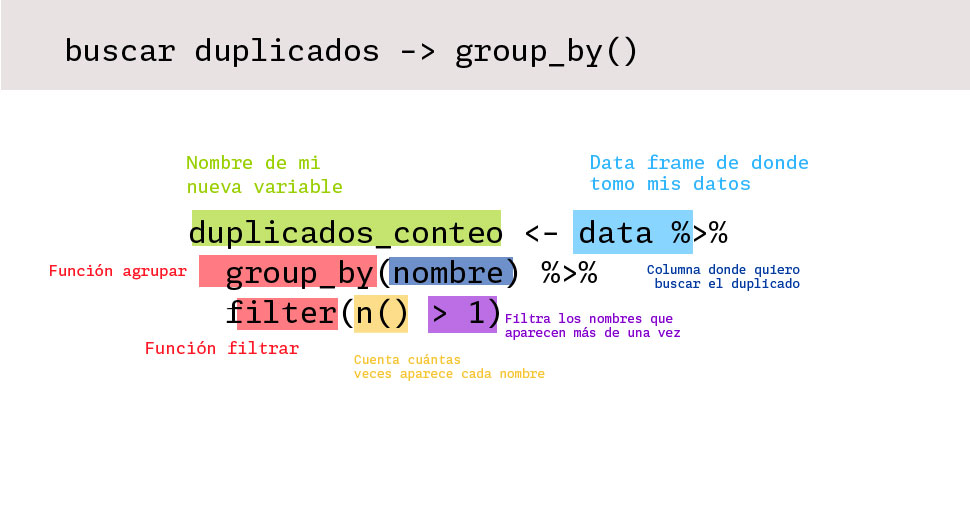 buscar duplicados -> group_by()
Nombre de mi
nueva variable
Data frame de donde
tomo mis datos
duplicados_conteo <- data %>%
Función agrupar
group_by(nombre) %>%
Columna donde quiero
buscar el duplicado
filter(n() > 1)
Filtra los nombres que
aparecen más de una vez
Función filtrar
Cuenta cuántas
veces aparece cada nombre